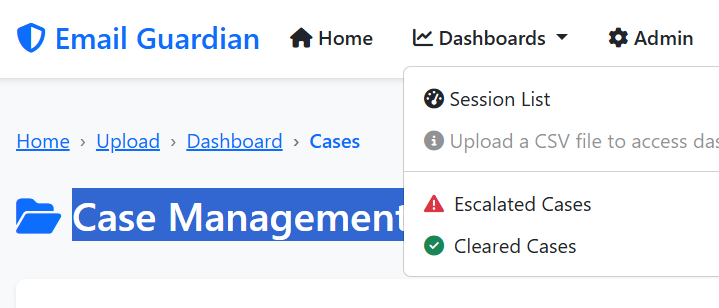 Email Guardian Home Dashboards Admin
Session List
Upload a CSV file to access
Home › Upload › Dashboard › Cases
Escalated Cases
Case Management
Cleared Cases